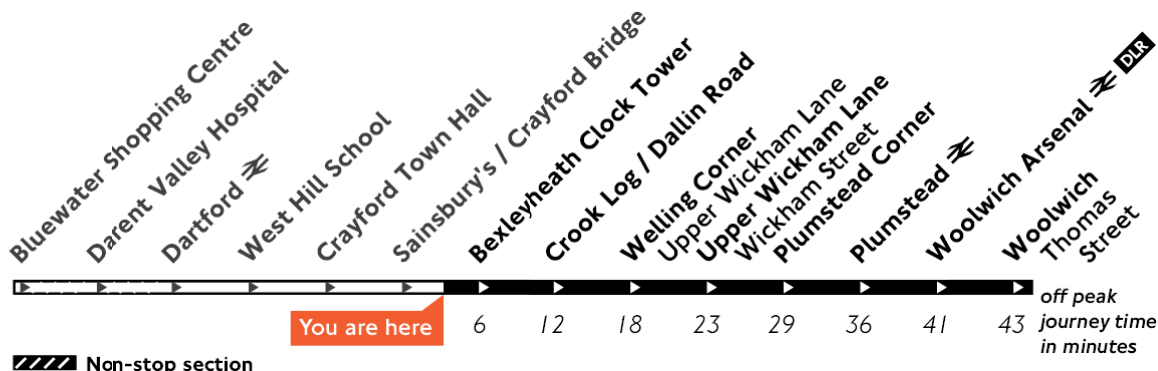 Bluewater Shopping Centre
Darent Valley Hospital
Dartford
West Hill School
Crayford Town Hall
Sainsbury's / Crayford Bridge
Bexleyheath Clock Tower
Crook Log / Dallin Road
Welling Corner
Upper Wickham Lane
Upper Wickham Lane
Wickham Street
Plumstead Corner
Plumstead
Woolwich Arsenal DLR
Woolwich
Thomas
Street
You are here
6 12 18 23 29 36 41 43
off peak
journey time
in minutes
Non-stop section